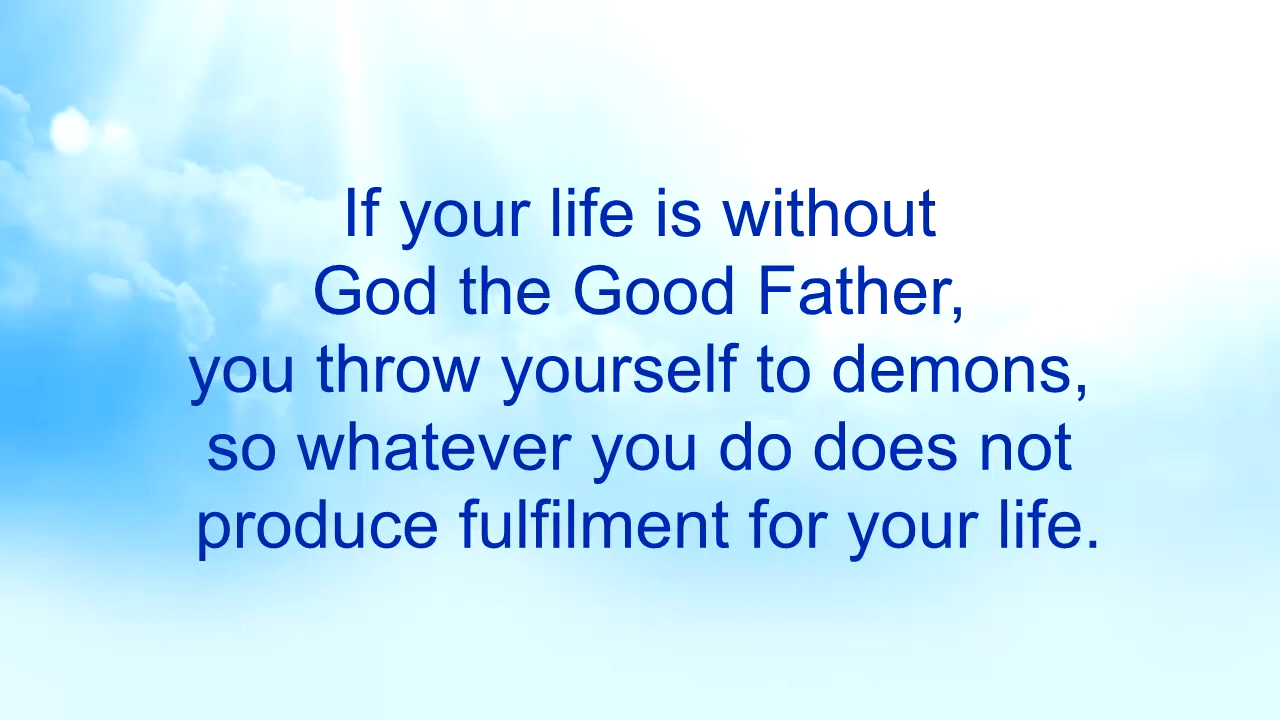 If your life is without
God the Good Father,
you throw yourself to demons,
so whatever you do does not
produce fulfilment for your life.